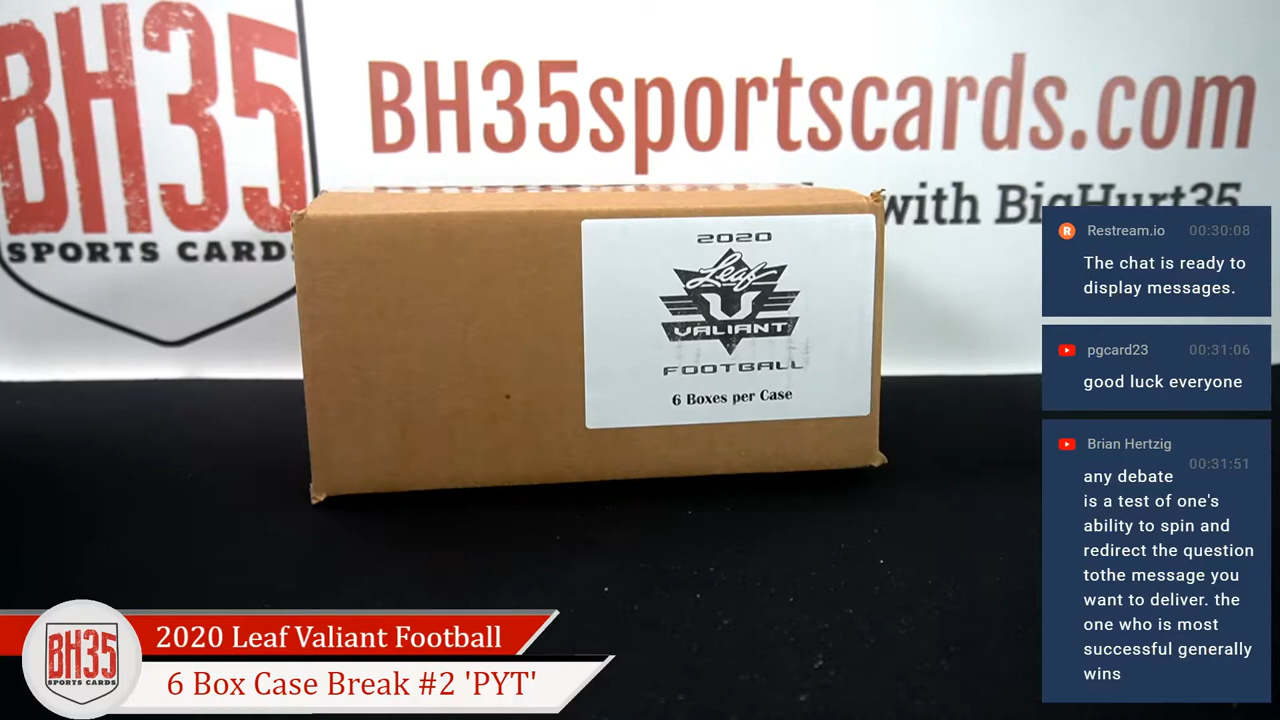 BH35
SPORTS CARDS
BH35sportscards.com
with BigHurt35
2020
Leaf
VALIANT
FOOTBALL
6 Boxes per Case
Restream.io 00:30:08
The chat is ready to
display messages.
pgcard23 00:31:06
good luck everyone
Brian Hertzig
00:31:51
any debate
is a test of one's
ability to spin and
redirect the question
tothe message you
want to deliver. the
one who is most
successful generally
wins
BH35
SPORTS CARDS
2020 Leaf Valiant Football
6 Box Case Break #2 'PYT'